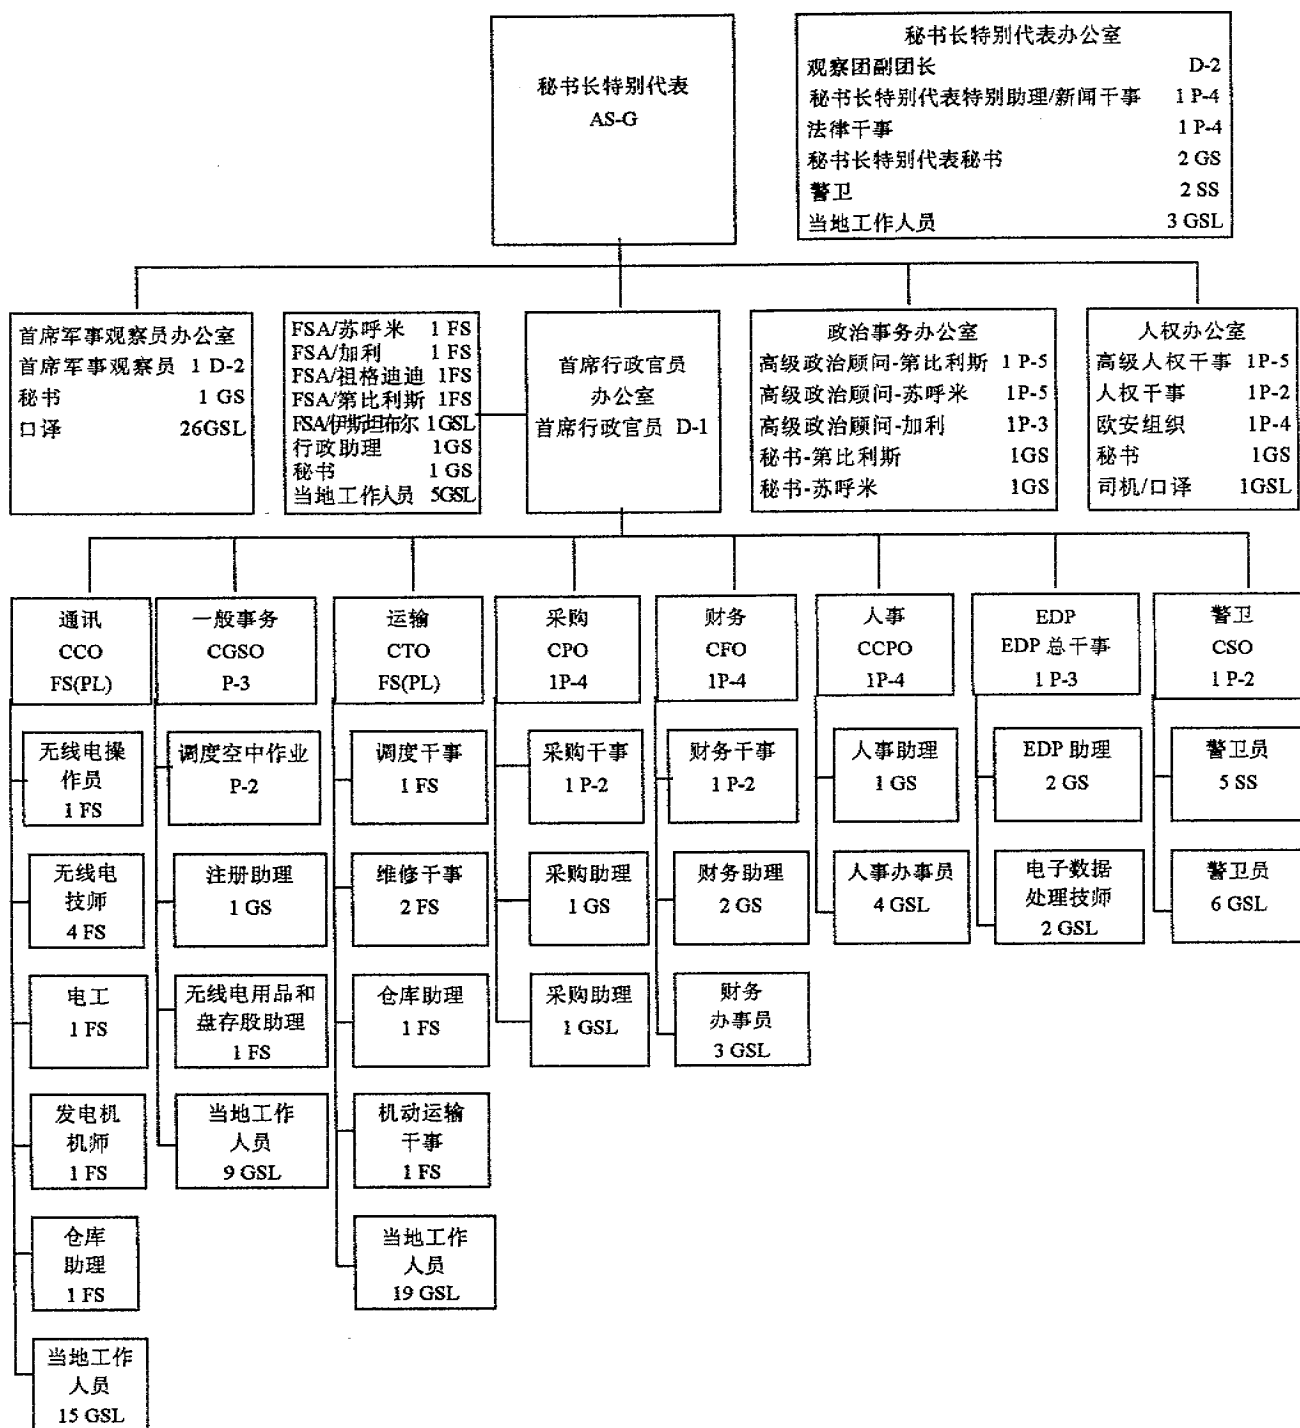 秘书长特别代表
AS-G
秘书长特别代表办公室
观察团副团长 D-2
秘书长特别代表特别助理/新闻干事 1 P-4
法律干事 1 P-4
秘书长特别代表秘书 2 GS
警卫 2 SS
当地工作人员 3 GSL
首席军事观察员办公室
首席军事观察员 1 D-2
秘书 1 GS
口译 26GSL
FSA/苏呼米 1 FS
FSA/加利 1 FS
FSA/祖格迪迪 1FS
FSA/第比利斯 1FS
FSA/伊斯坦布尔 1GSL
行政助理 1GS
秘书 1 GS
当地工作人员 5GSL
首席行政官员
办公室
首席行政官员 D-1
政治事务办公室
高级政治顾问-第比利斯 1 P-5
高级政治顾问-苏呼米 1P-5
高级政治顾问-加利 1P-3
秘书-第比利斯 1GS
秘书-苏呼米 1GS
人权办公室
高级人权干事 1P-5
人权干事 1P-2
欧安组织 1P-4
秘书 1GS
司机/口译 1GSL
通讯
CCO
FS(PL)
无线电操
作员
1 FS
无线电
技师
4 FS
电工
1 FS
发电机
机师
1 FS
仓库
助理
1 FS
当地工作
人员
15 GSL
一般事务
CGSO
P-3
调度空中作业
P-2
注册助理
1 GS
无线电用品和
盘存股助理
1 FS
当地工作
人员
9 GSL
运输
CTO
FS(PL)
调度干事
1 FS
维修干事
2 FS
仓库助理
1 FS
机动运输
干事
1 FS
当地工作
人员
19 GSL
采购
CPO
1P-4
采购干事
1 P-2
采购助理
1 GS
采购助理
1 GSL
财务
CFO
1P-4
财务干事
1 P-2
财务助理
2 GS
财务
办事员
3 GSL
人事
CCPO
1P-4
人事助理
1 GS
人事办事员
4 GSL
EDP
EDP 总干事
1 P-3
EDP 助理
2 GS
电子数据
处理技师
2 GSL
警卫
CSO
1 P-2
警卫员
5 SS
警卫员
6 GSL